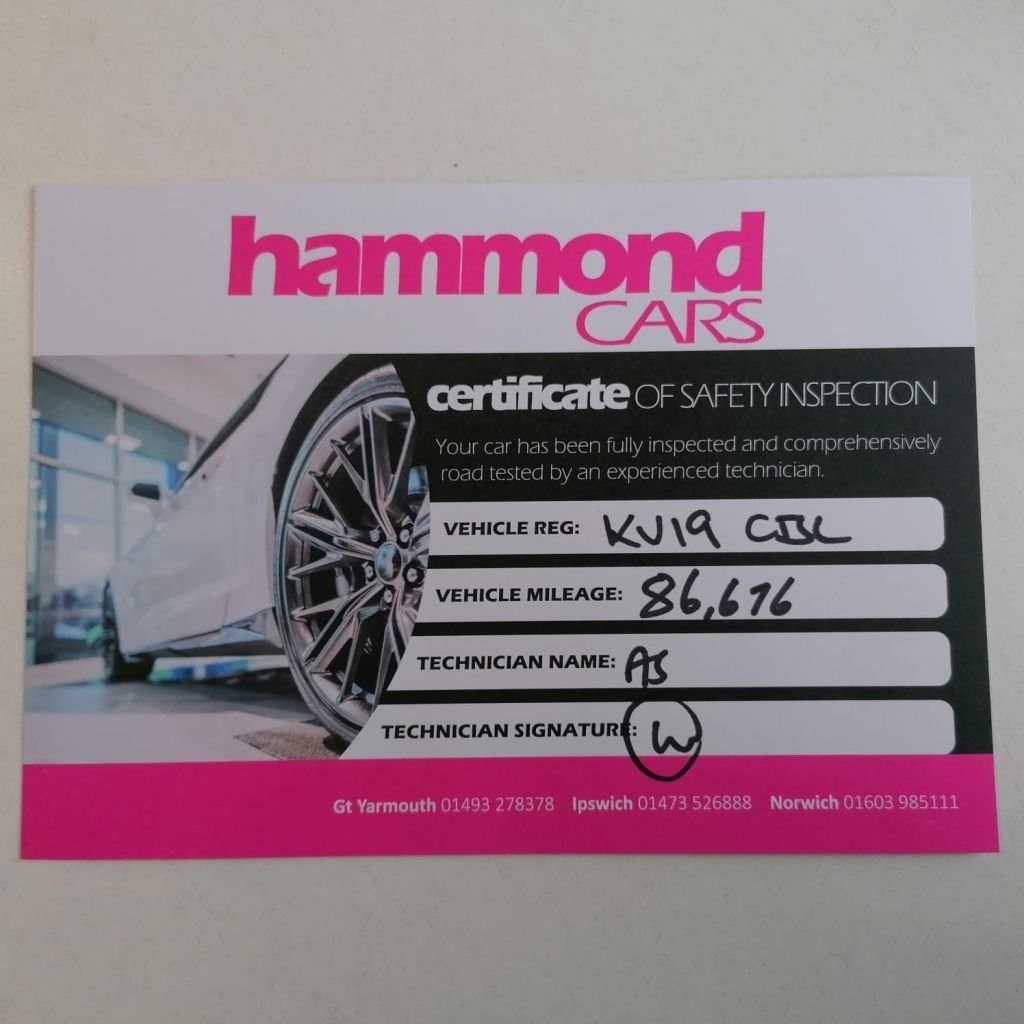 hammond
CARS
certificate OF SAFETY INSPECTION
Your car has been fully inspected and comprehensively
road tested by an experienced technician.
VEHICLE REG: KV19
VEHICLE MILEAGE: 86,676
TECHNICIAN NAME: AS
TECHNICIAN SIGNATURE:
Gt Yarmouth 01493 278378 Ipswich 01473 526888 Norwich 01603 985111